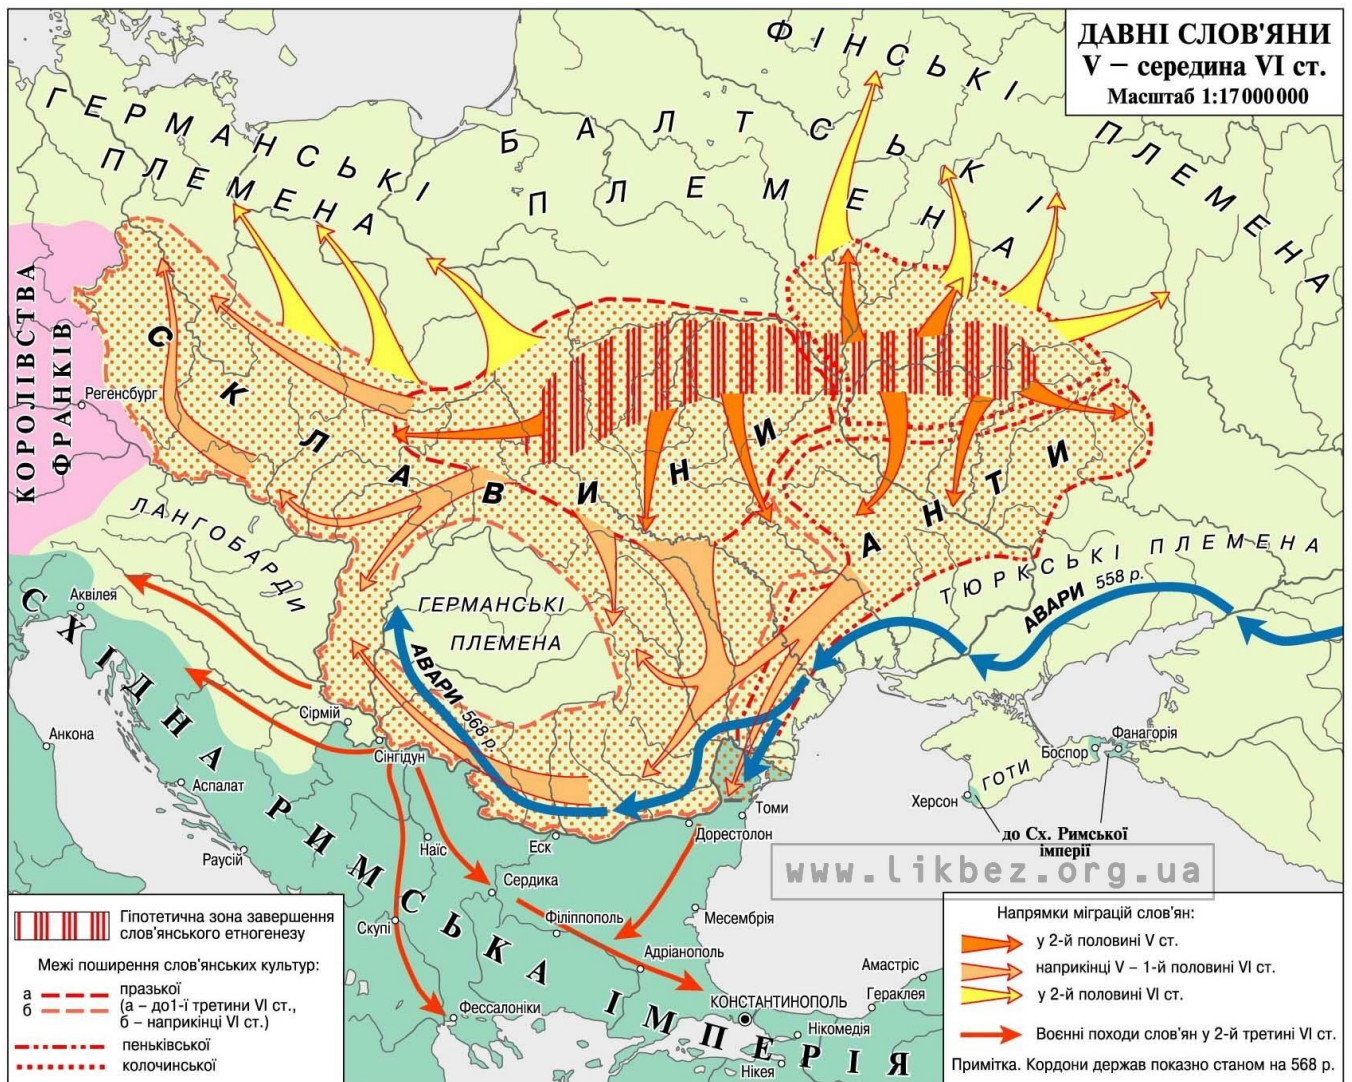 ДАВНІ СЛОВ'ЯНИ
V – середина VI ст.
Масштаб 1:17 000 000
ФІНСЬКІ
ПЛЕМЕНА
ГЕРМАНСЬКІ
ПЛЕМЕНА
БАЛТСЬКІ
ПЛЕМЕНА
КОРОЛІВСТВА
ФРАНКІВ
Регенсбург
СКЛАВИНИ
АНТИ
ЛАНГОБАРДИ
ГЕРМАНСЬКІ
ПЛЕМЕНА
ТЮРКСЬКІ ПЛЕМЕНА
АВАРИ 558 р.
АВАРИ 568 р.
Аквілея
СХІДНА РИМСЬКА ІМПЕРІЯ
Анкона
Сірмій
Сінгідун
Аспалат
Раусій
Наїс
Еск
Дорестолон
Томи
Сердика
Скупі
Філіппополь
Месембрія
Адріанополь
Фессалоніки
КОНСТАНТИНОПОЛЬ
Нікомедія
Нікея
Гераклея
Амастріс
Херсон
ГОТИ
Боспор
Фанагорія
до Сх. Римської
імперії
www.likbez.org.ua
Гіпотетична зона завершення
слов'янського етногенезу
Межі поширення слов'янських культур:
а
б
празької
(а – до1-ї третини VI ст.,
б – наприкінці VI ст.)
пеньківської
колочинської
Напрямки міграцій слов'ян:
у 2-й половині V ст.
наприкінці V – 1-й половині VI ст.
у 2-й половині VI ст.
Воєнні походи слов'ян у 2-й третині VI ст.
Примітка. Кордони держав показно станом на 568 р.